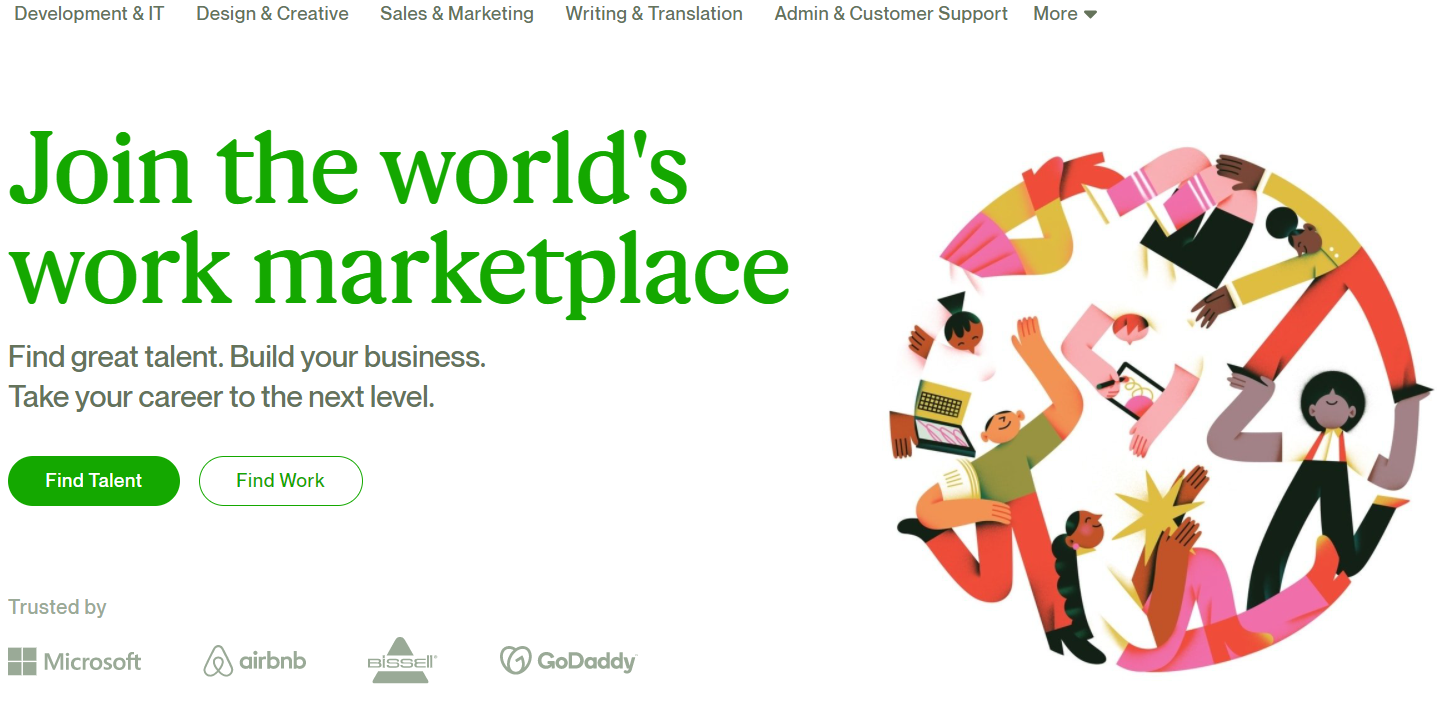 Development & IT Design & Creative Sales & Marketing Writing & Translation Admin & Customer Support More
Join the world's
work marketplace
Find great talent. Build your business.
Take your career to the next level.
Find Talent Find Work
Trusted by
Microsoft airbnb BISSELL® GoDaddy